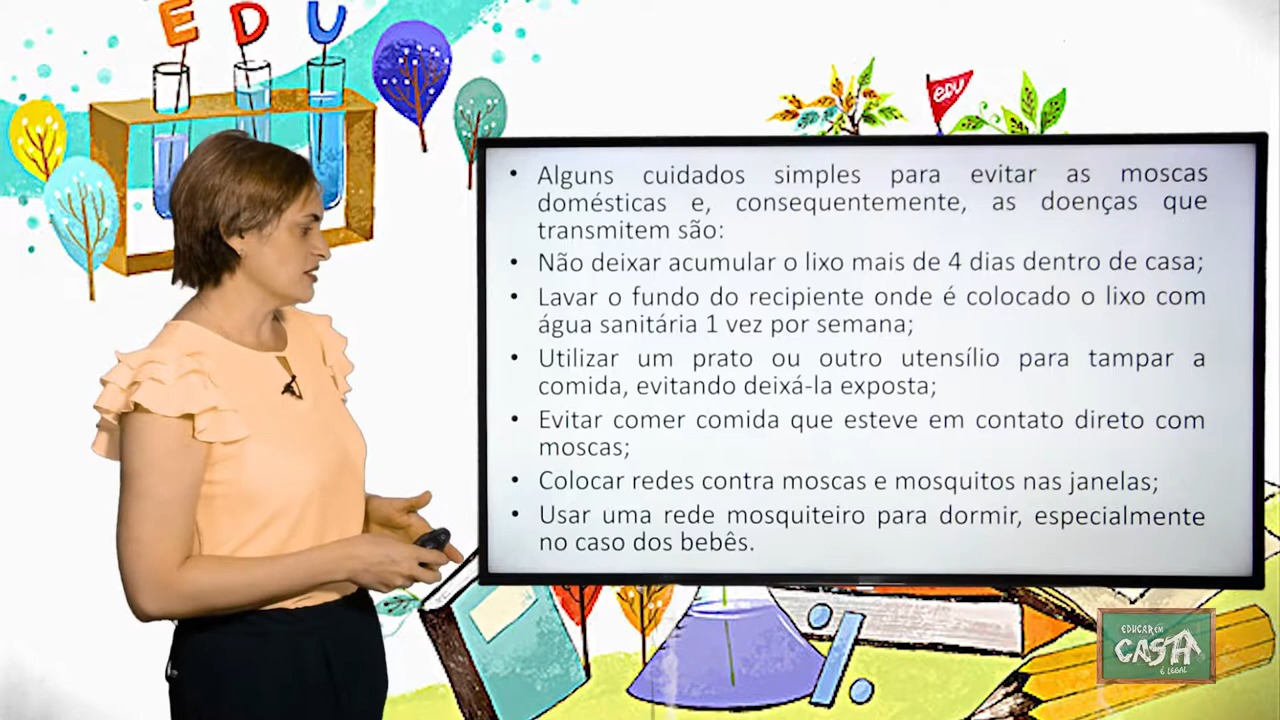 EDU
EDU
• Alguns cuidados simples para evitar as moscas
domésticas e, consequentemente, as doenças que
transmitem são:
• Não deixar acumular o lixo mais de 4 dias dentro de casa;
• Lavar o fundo do recipiente onde é colocado o lixo com
água sanitária 1 vez por semana;
• Utilizar um prato ou outro utensílio para tampar a
comida, evitando deixá-la exposta;
• Evitar comer comida que esteve em contato direto com
moscas;
• Colocar redes contra moscas e mosquitos nas janelas;
• Usar uma rede mosquiteiro para dormir, especialmente
no caso dos bebês.
EDUCAR EM
CASA
É LEGAL